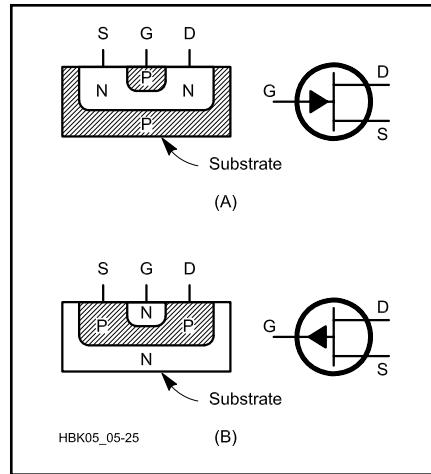 S G D
P
N N
P
Substrate
G
D
S
(A)
S G D
N
P P
N
Substrate
G
D
S
HBK05_05-25
(B)